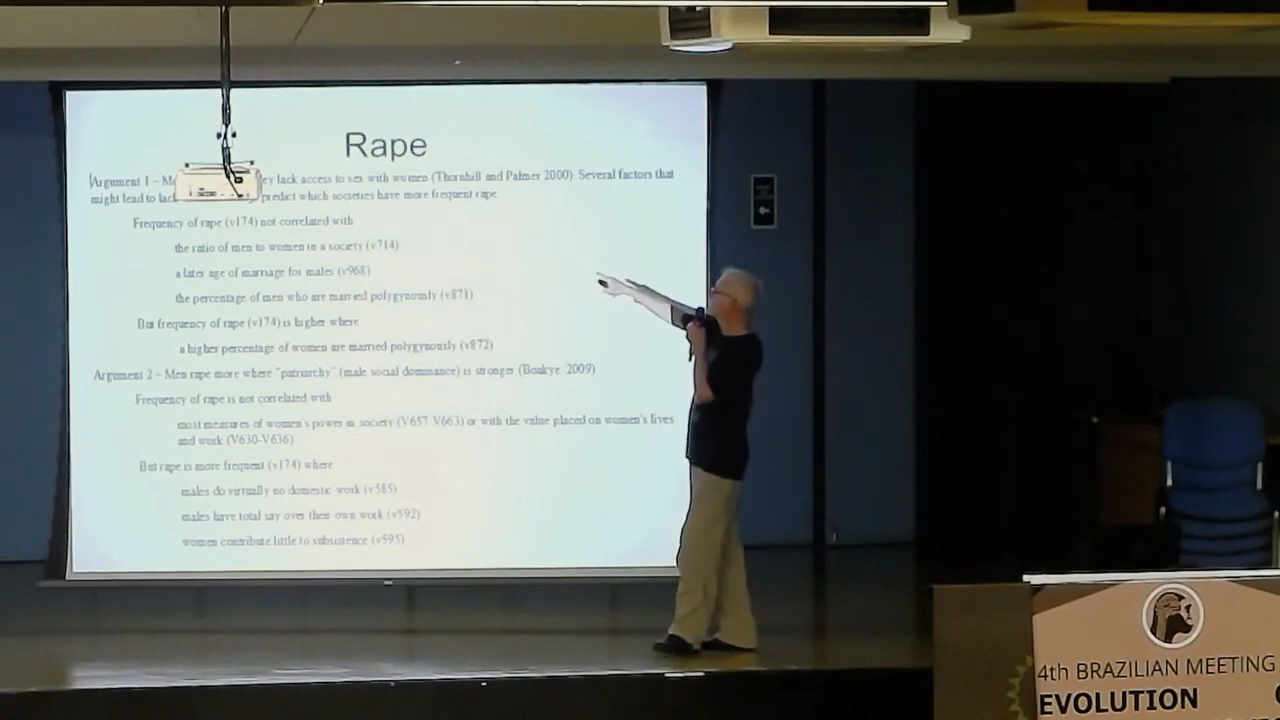 Rape
Argument 1 – M ey lack access to sex with women (Thornhill and Palmer 2000). Several factors that
might lead to lac predict which societies have more frequent rape.
Frequency of rape (v174) not correlated with
the ratio of men to women in a society (v714)
a later age of marriage for males (v968)
the percentage of men who are married polygynously (v871)
But frequency of rape (v174) is higher where
a higher percentage of women are married polygynously (v872)
Argument 2 – Men rape more where "patriarchy" (male social dominance) is stronger (Boakye 2009)
Frequency of rape is not correlated with
most measures of women's power in society (V657-V663) or with the value placed on women's lives
and work (V630-V636)
But rape is more frequent (v174) where
males do virtually no domestic work (v585)
males have total say over their own work (v592)
women contribute little to subsistence (v595)
4th BRAZILIAN MEETING
EVOLUTION